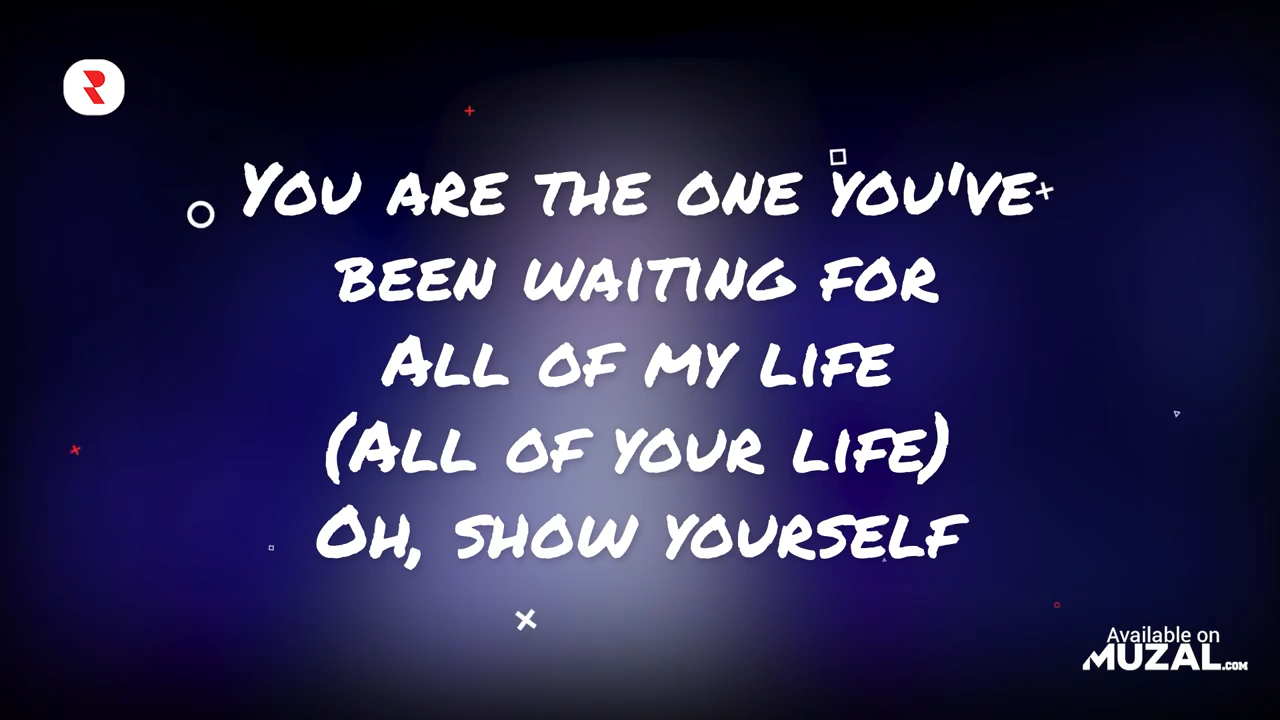 You are the one you've
been waiting for
All of my life
(All of your life)
Oh, show yourself
Available on
MUZAL.COM